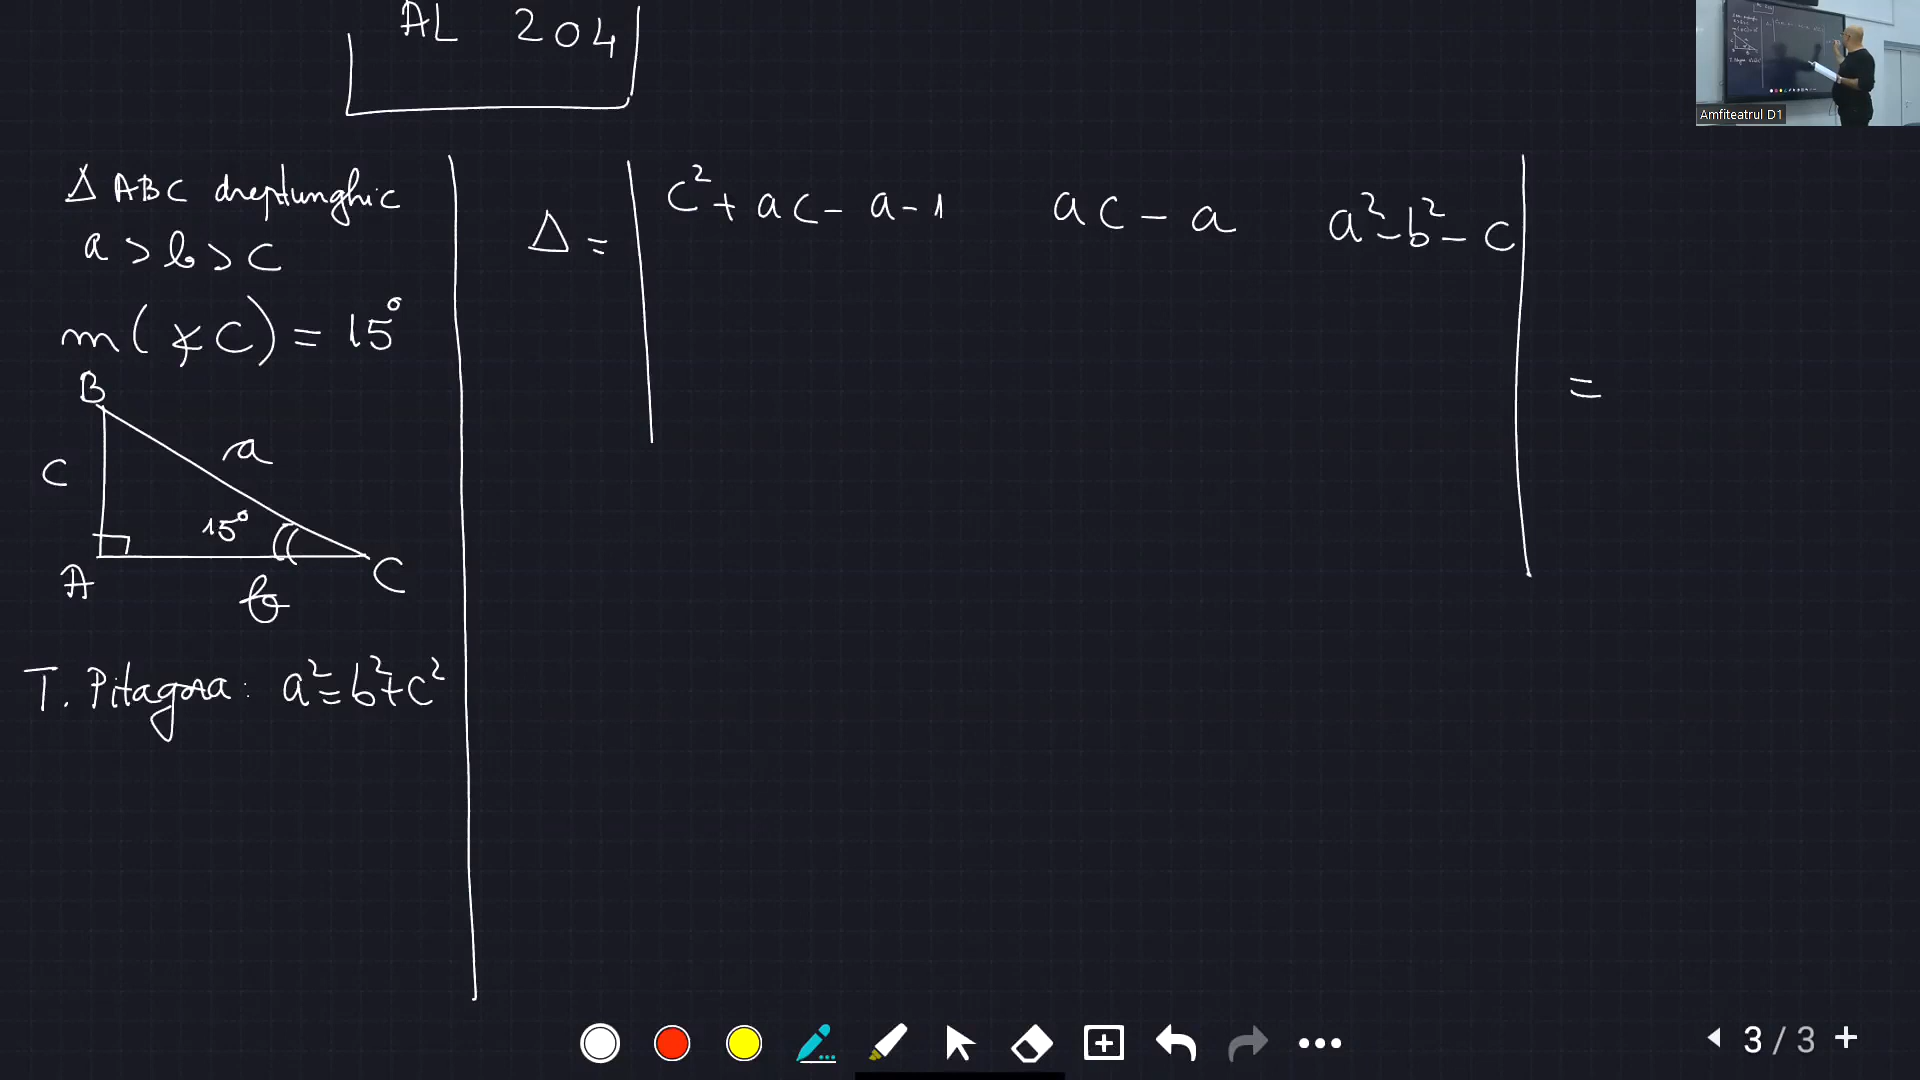 AL 204
Δ ABC dreptunghic
a > b > c
m(∢C) = 15°
B
a
c
15°
A
b
C
T. Pitagora: a² = b² + c²
Δ = | c² + ac - a - 1   ac - a   a² - b² - c | =
Amfiteatrul D1
3 / 3